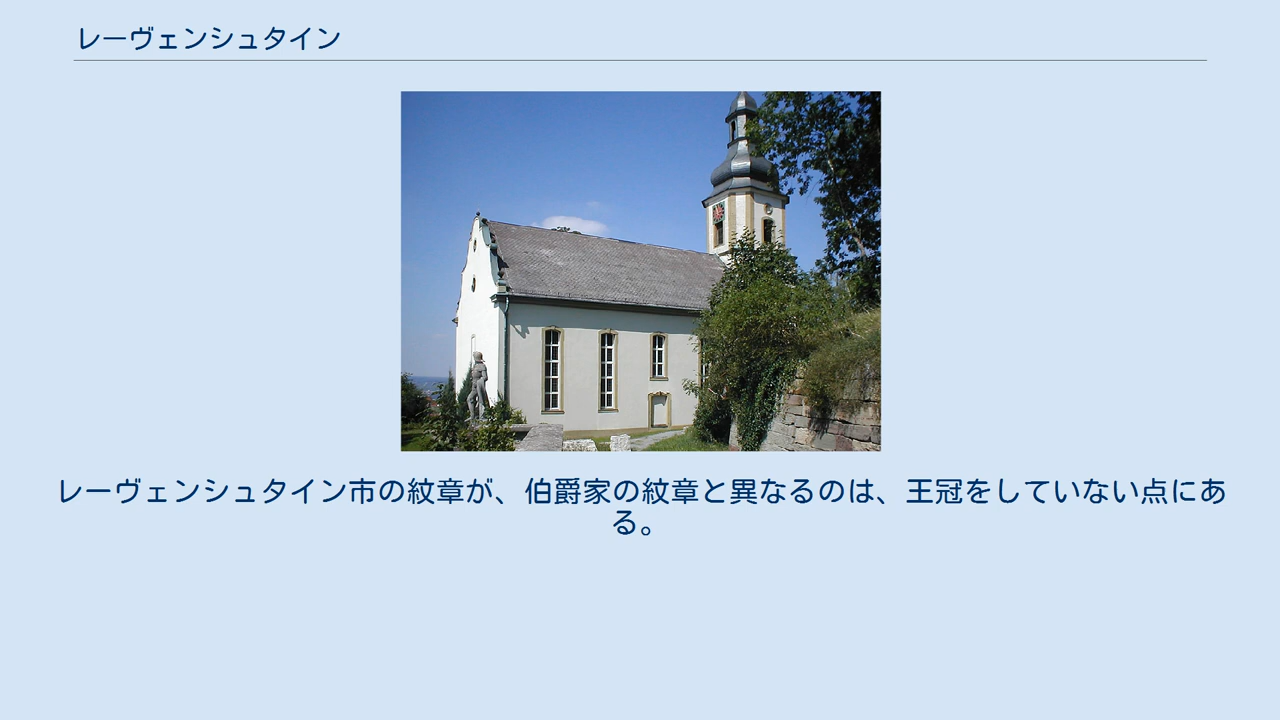 レーヴェンシュタイン
レーヴェンシュタイン市の紋章が、伯爵家の紋章と異なるのは、王冠をしていない点にあ
る。